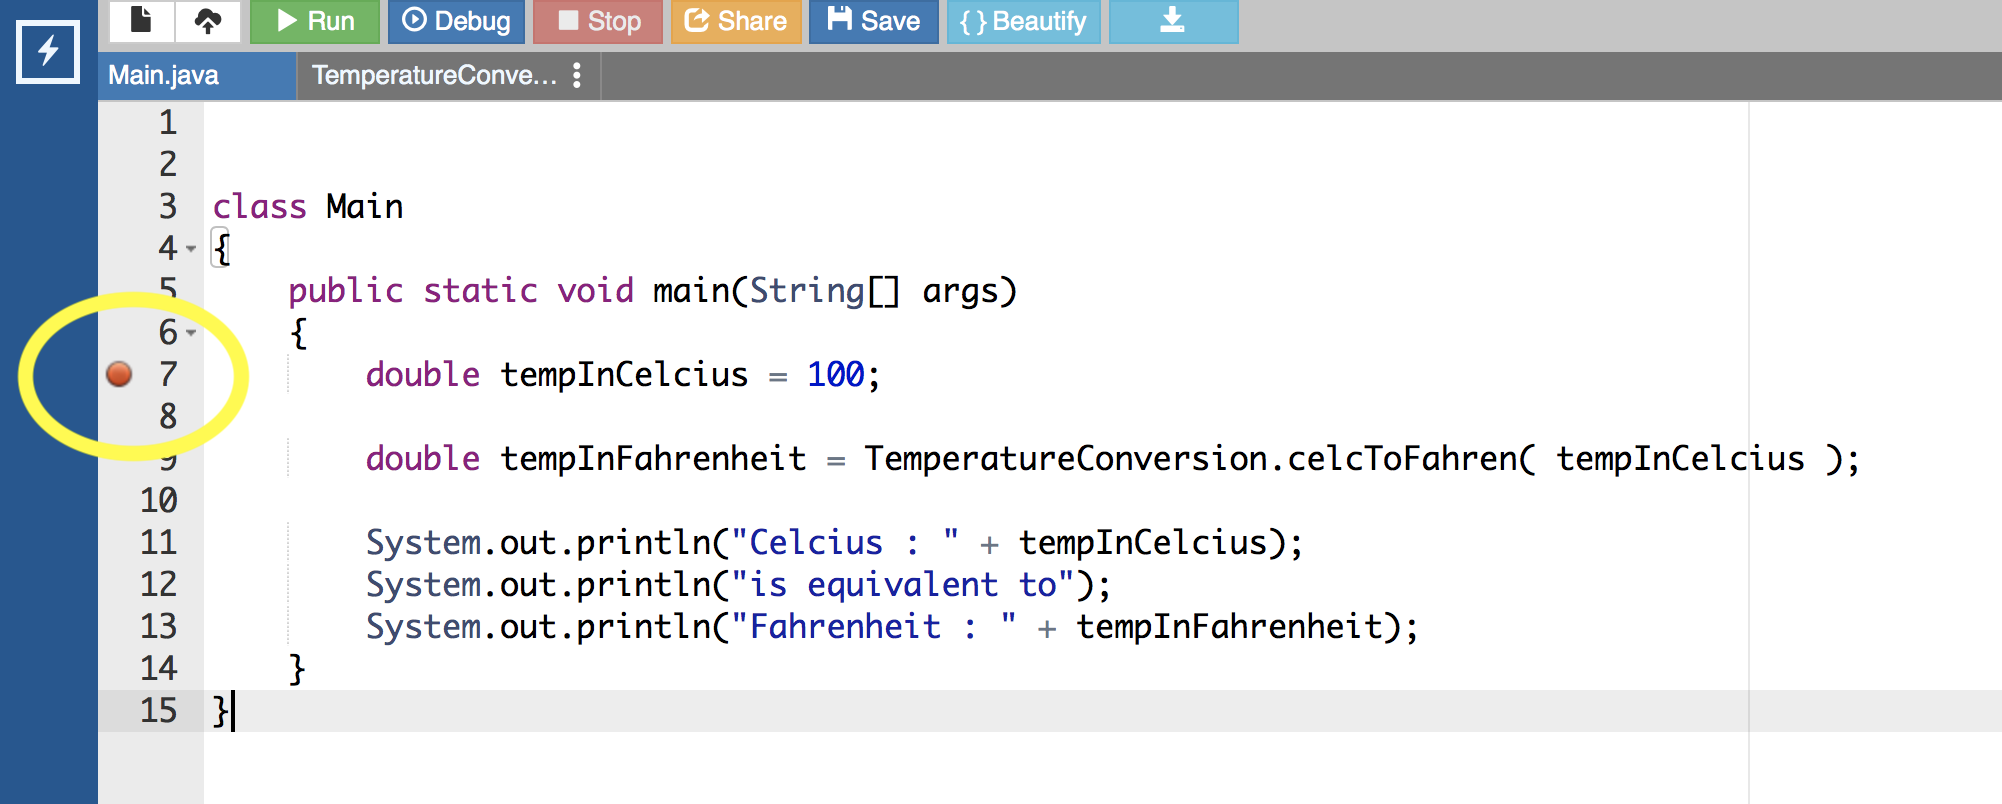 Run Debug Stop Share Save { } Beautify
Main.java TemperatureConve...
1
2
3 class Main
4 {
5 public static void main(String[] args)
6 {
7 double tempInCelcius = 100;
8
9 double tempInFahrenheit = TemperatureConversion.celcToFahren( tempInCelcius );
10
11 System.out.println("Celcius : " + tempInCelcius);
12 System.out.println("is equivalent to");
13 System.out.println("Fahrenheit : " + tempInFahrenheit);
14 }
15 }